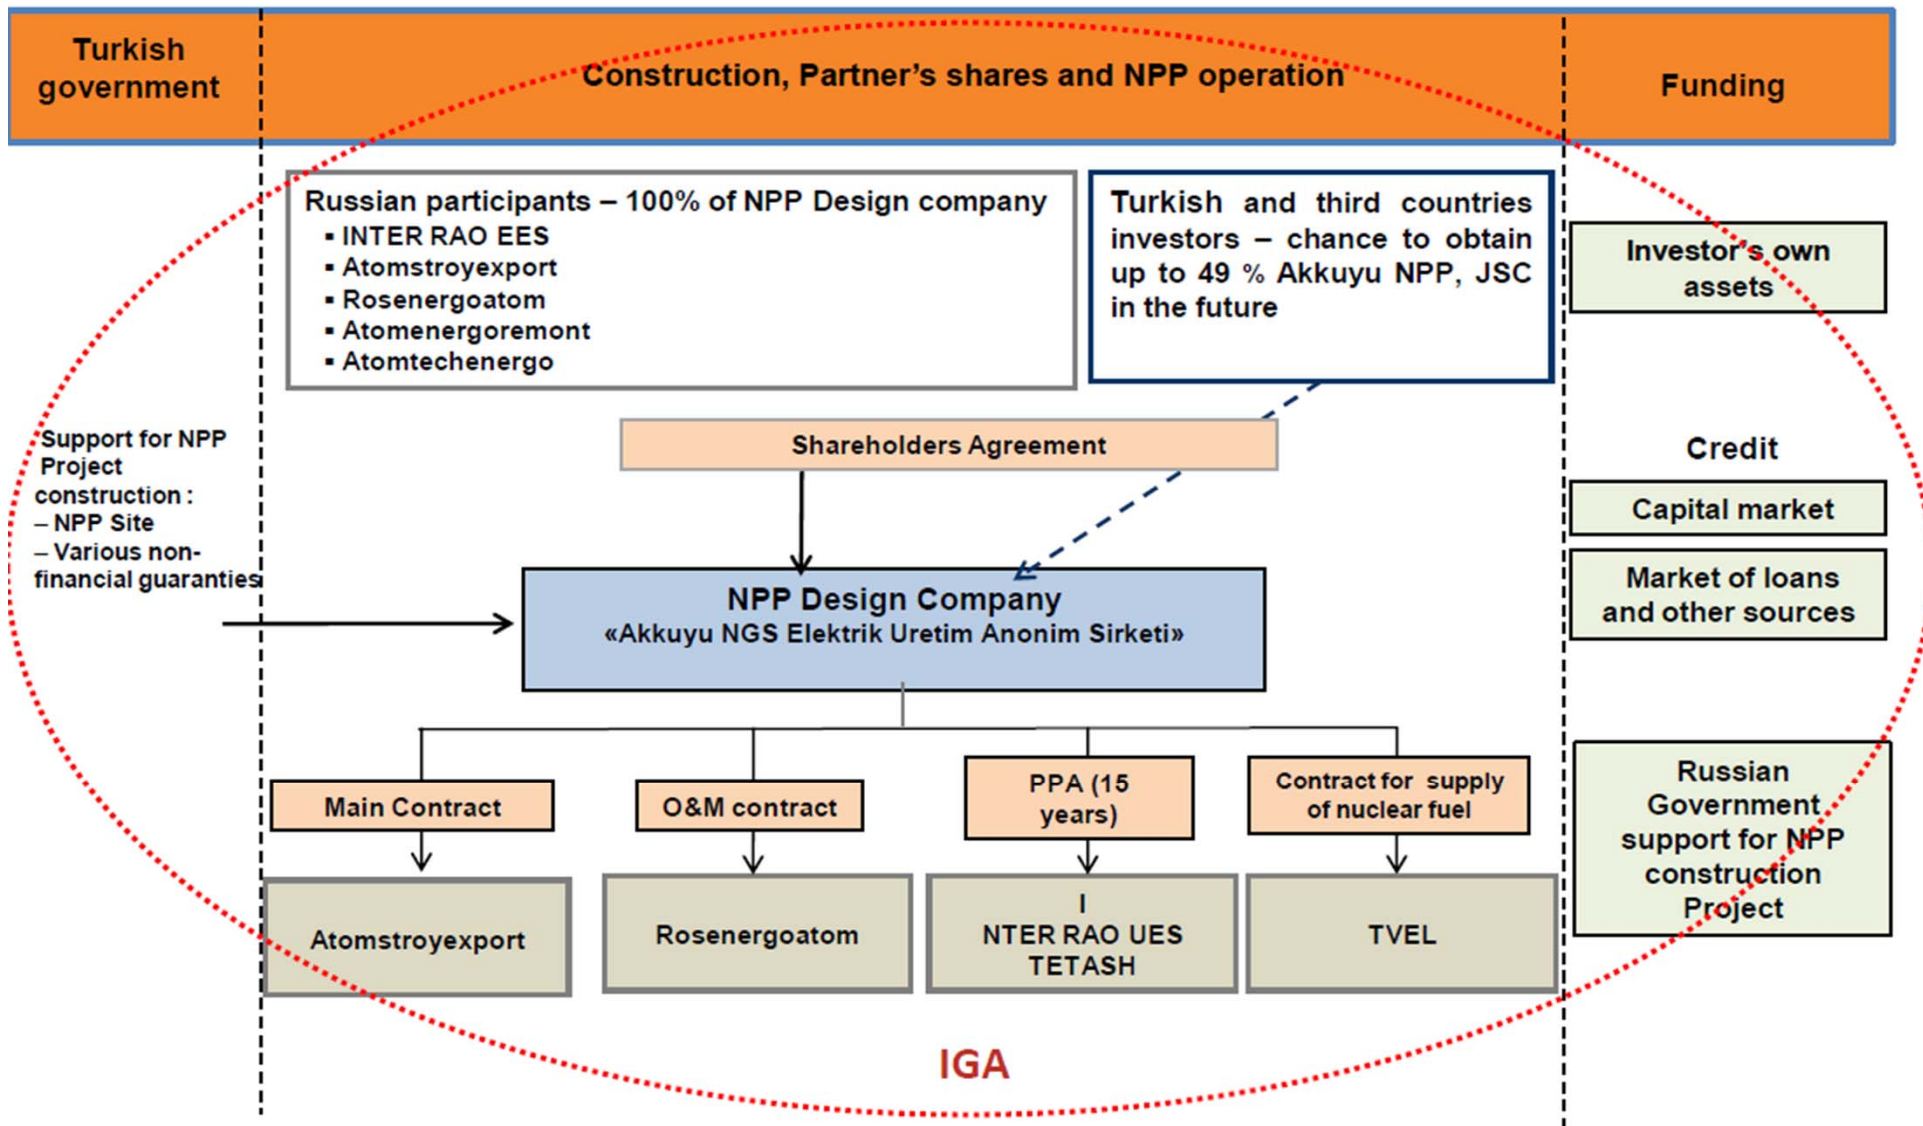 Turkish
government
Construction, Partner's shares and NPP operation
Funding
Russian participants – 100% of NPP Design company
▪ INTER RAO EES
▪ Atomstroyexport
▪ Rosenergoatom
▪ Atomenergoremont
▪ Atomtechenergo
Turkish and third countries
investors – chance to obtain
up to 49 % Akkuyu NPP, JSC
in the future
Investor's own
assets
Support for NPP
Project
construction :
– NPP Site
– Various non-
financial guaranties
Shareholders Agreement
Credit
Capital market
Market of loans
and other sources
NPP Design Company
«Akkuyu NGS Elektrik Uretim Anonim Sirketi»
Main Contract
O&M contract
PPA (15
years)
Contract for supply
of nuclear fuel
Russian
Government
support for NPP
construction
Project
Atomstroyexport
Rosenergoatom
I
NTER RAO UES
TETASH
TVEL
IGA